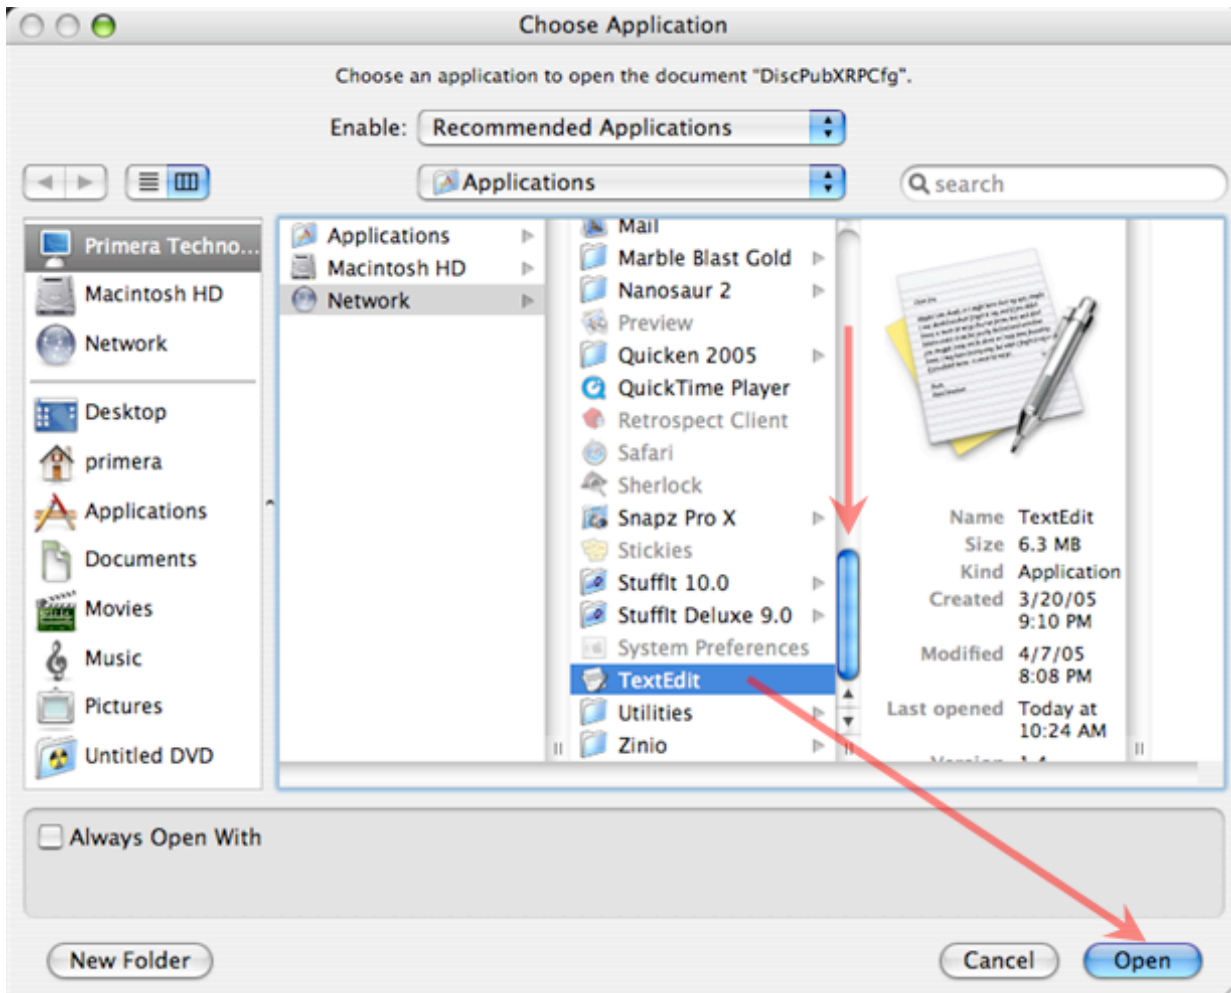 Choose Application
Choose an application to open the document "DiscPubXRPCfg".
Enable: Recommended Applications
Applications
search
Primera Techno...
Macintosh HD
Network
Desktop
primera
Applications
Documents
Movies
Music
Pictures
Untitled DVD
Applications
Macintosh HD
Network
Mail
Marble Blast Gold
Nanosaur 2
Preview
Quicken 2005
QuickTime Player
Retrospect Client
Safari
Sherlock
Snapz Pro X
Stickies
StuffIt 10.0
StuffIt Deluxe 9.0
System Preferences
TextEdit
Utilities
Zinio
Name TextEdit
Size 6.3 MB
Kind Application
Created 3/20/05
9:10 PM
Modified 4/7/05
8:08 PM
Last opened Today at
10:24 AM
Version 1.4
Always Open With
New Folder
Cancel
Open